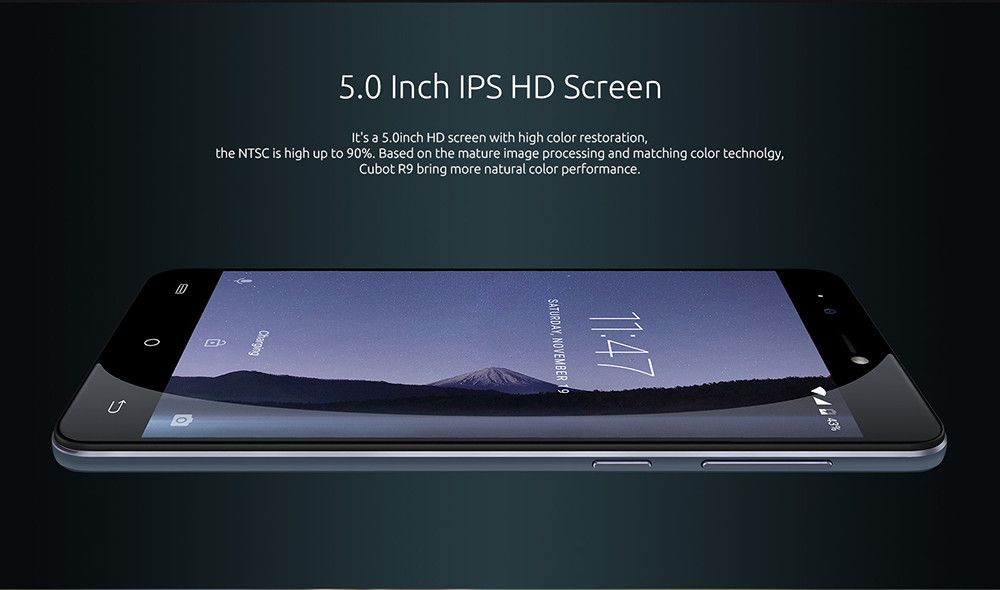 5.0 Inch IPS HD Screen
It's a 5.0inch HD screen with high color restoration,
the NTSC is high up to 90%. Based on the mature image processing and matching color technolgy,
Cubot R9 bring more natural color performance.
11:47
SATURDAY, NOVEMBER 19
Charging
43%